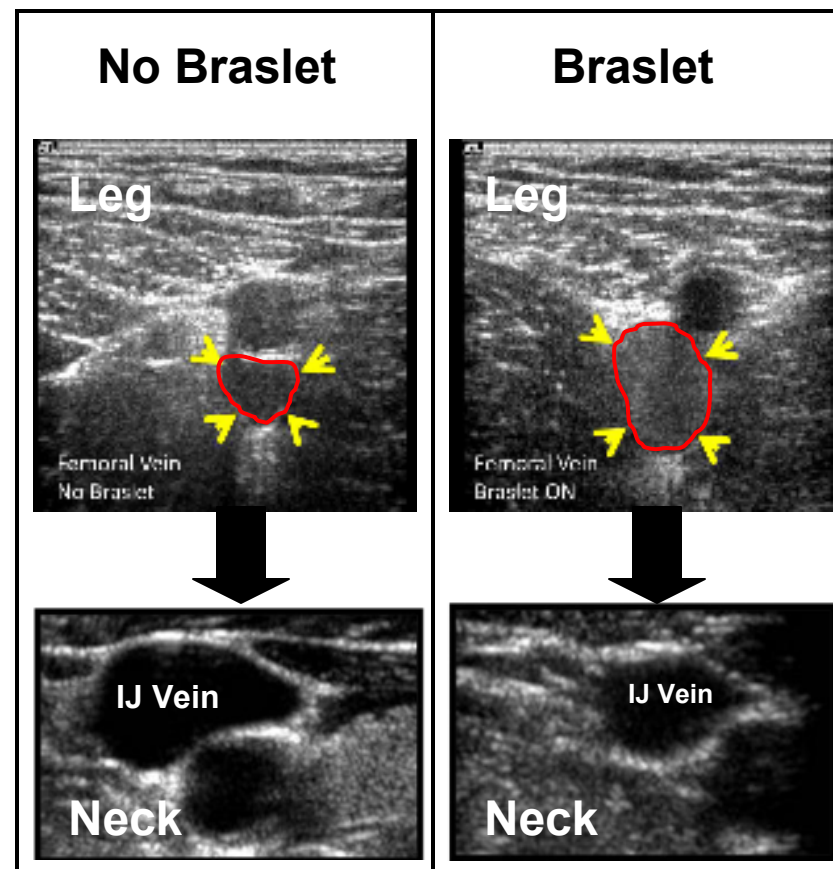 No Braslet
Braslet
Leg
Femoral Vein
No Braslet
Leg
Femoral Vein
Braslet ON
IJ Vein
Neck
IJ Vein
Neck